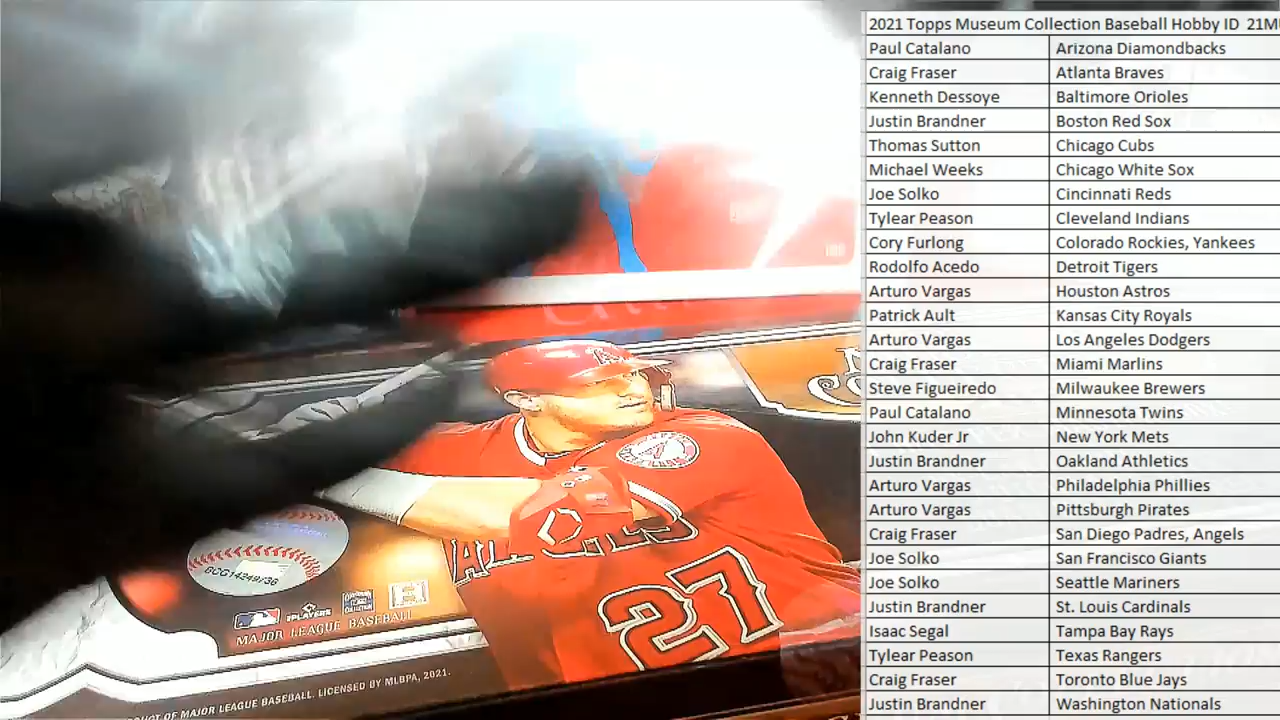 2021 Topps Museum Collection Baseball Hobby ID 21M
Paul Catalano Arizona Diamondbacks
Craig Fraser Atlanta Braves
Kenneth Dessoye Baltimore Orioles
Justin Brandner Boston Red Sox
Thomas Sutton Chicago Cubs
Michael Weeks Chicago White Sox
Joe Solko Cincinnati Reds
Tylear Peason Cleveland Indians
Cory Furlong Colorado Rockies, Yankees
Rodolfo Acedo Detroit Tigers
Arturo Vargas Houston Astros
Patrick Ault Kansas City Royals
Arturo Vargas Los Angeles Dodgers
Craig Fraser Miami Marlins
Steve Figueiredo Milwaukee Brewers
Paul Catalano Minnesota Twins
John Kuder Jr New York Mets
Justin Brandner Oakland Athletics
Arturo Vargas Philadelphia Phillies
Arturo Vargas Pittsburgh Pirates
Craig Fraser San Diego Padres, Angels
Joe Solko San Francisco Giants
Joe Solko Seattle Mariners
Justin Brandner St. Louis Cardinals
Isaac Segal Tampa Bay Rays
Tylear Peason Texas Rangers
Craig Fraser Toronto Blue Jays
Justin Brandner Washington Nationals
27
MAJOR LEAGUE BASEBALL
OF MAJOR LEAGUE BASEBALL. LICENSED BY MLBPA, 2021.